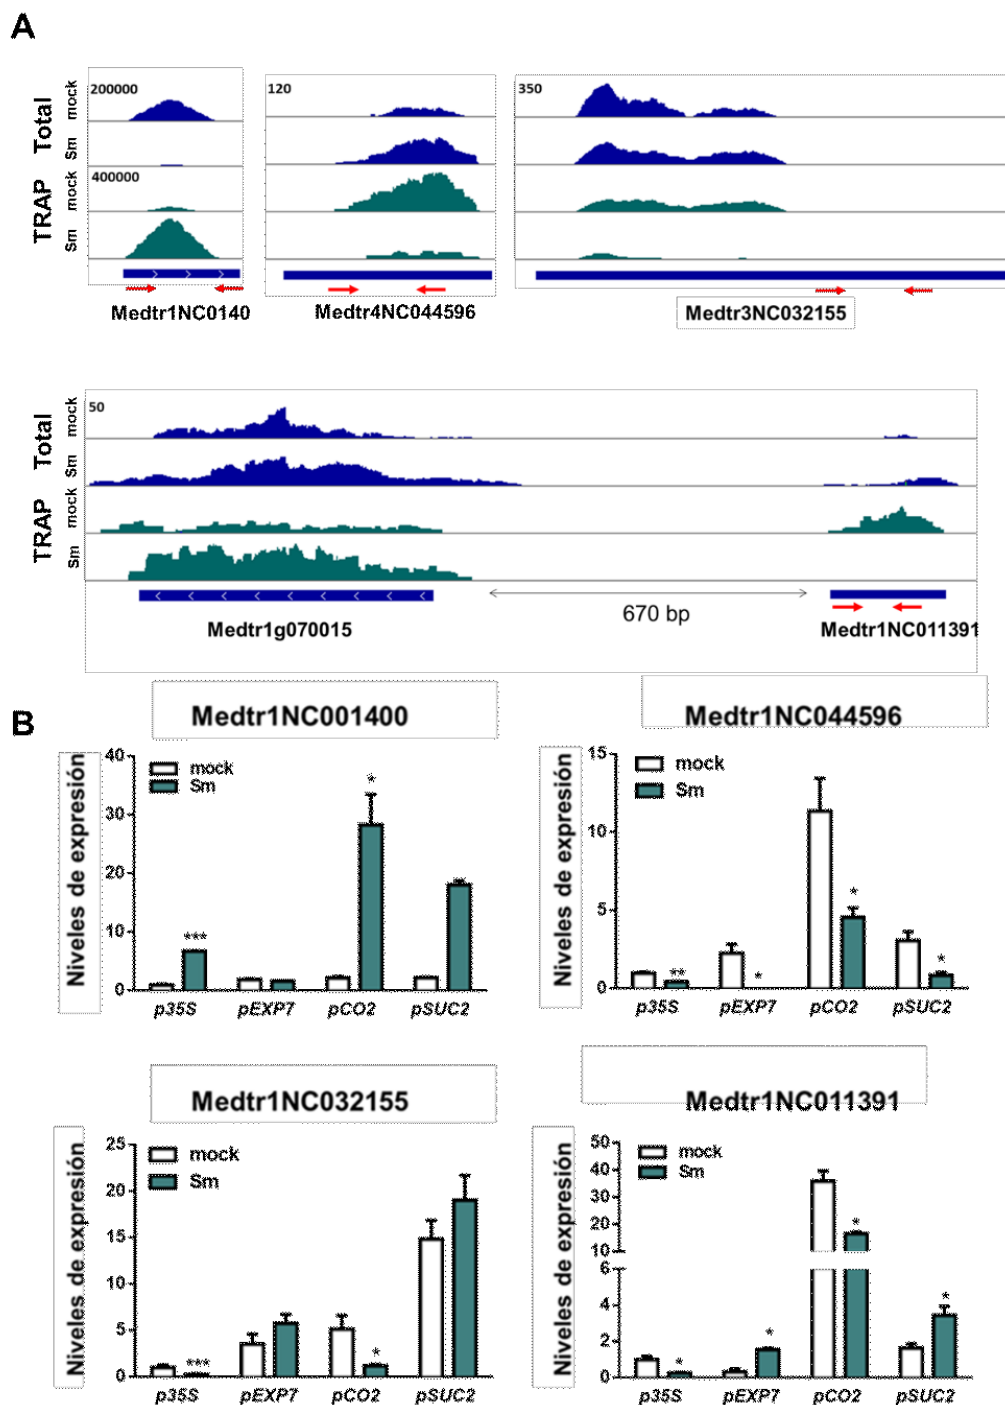 A
200000
120
350
Total
mock
Sm
400000
TRAP
mock
Sm
Medtr1NC0140
Medtr4NC044596
Medtr3NC032155
50
Total
mock
Sm
TRAP
mock
Sm
670 bp
Medtr1g070015
Medtr1NC011391
B
Medtr1NC001400
Niveles de expresión
40
30
20
10
0
mock
Sm
***
*
**
p35S pEXP7 pCO2 pSUC2
Medtr1NC044596
Niveles de expresión
15
10
5
0
mock
Sm
**
*
*
*
p35S pEXP7 pCO2 pSUC2
Medtr1NC032155
Niveles de expresión
25
20
15
10
5
0
mock
Sm
***
*
p35S pEXP7 pCO2 pSUC2
Medtr1NC011391
Niveles de expresión
50
40
30
20
10
6
4
2
0
mock
Sm
*
*
*
*
p35S pEXP7 pCO2 pSUC2